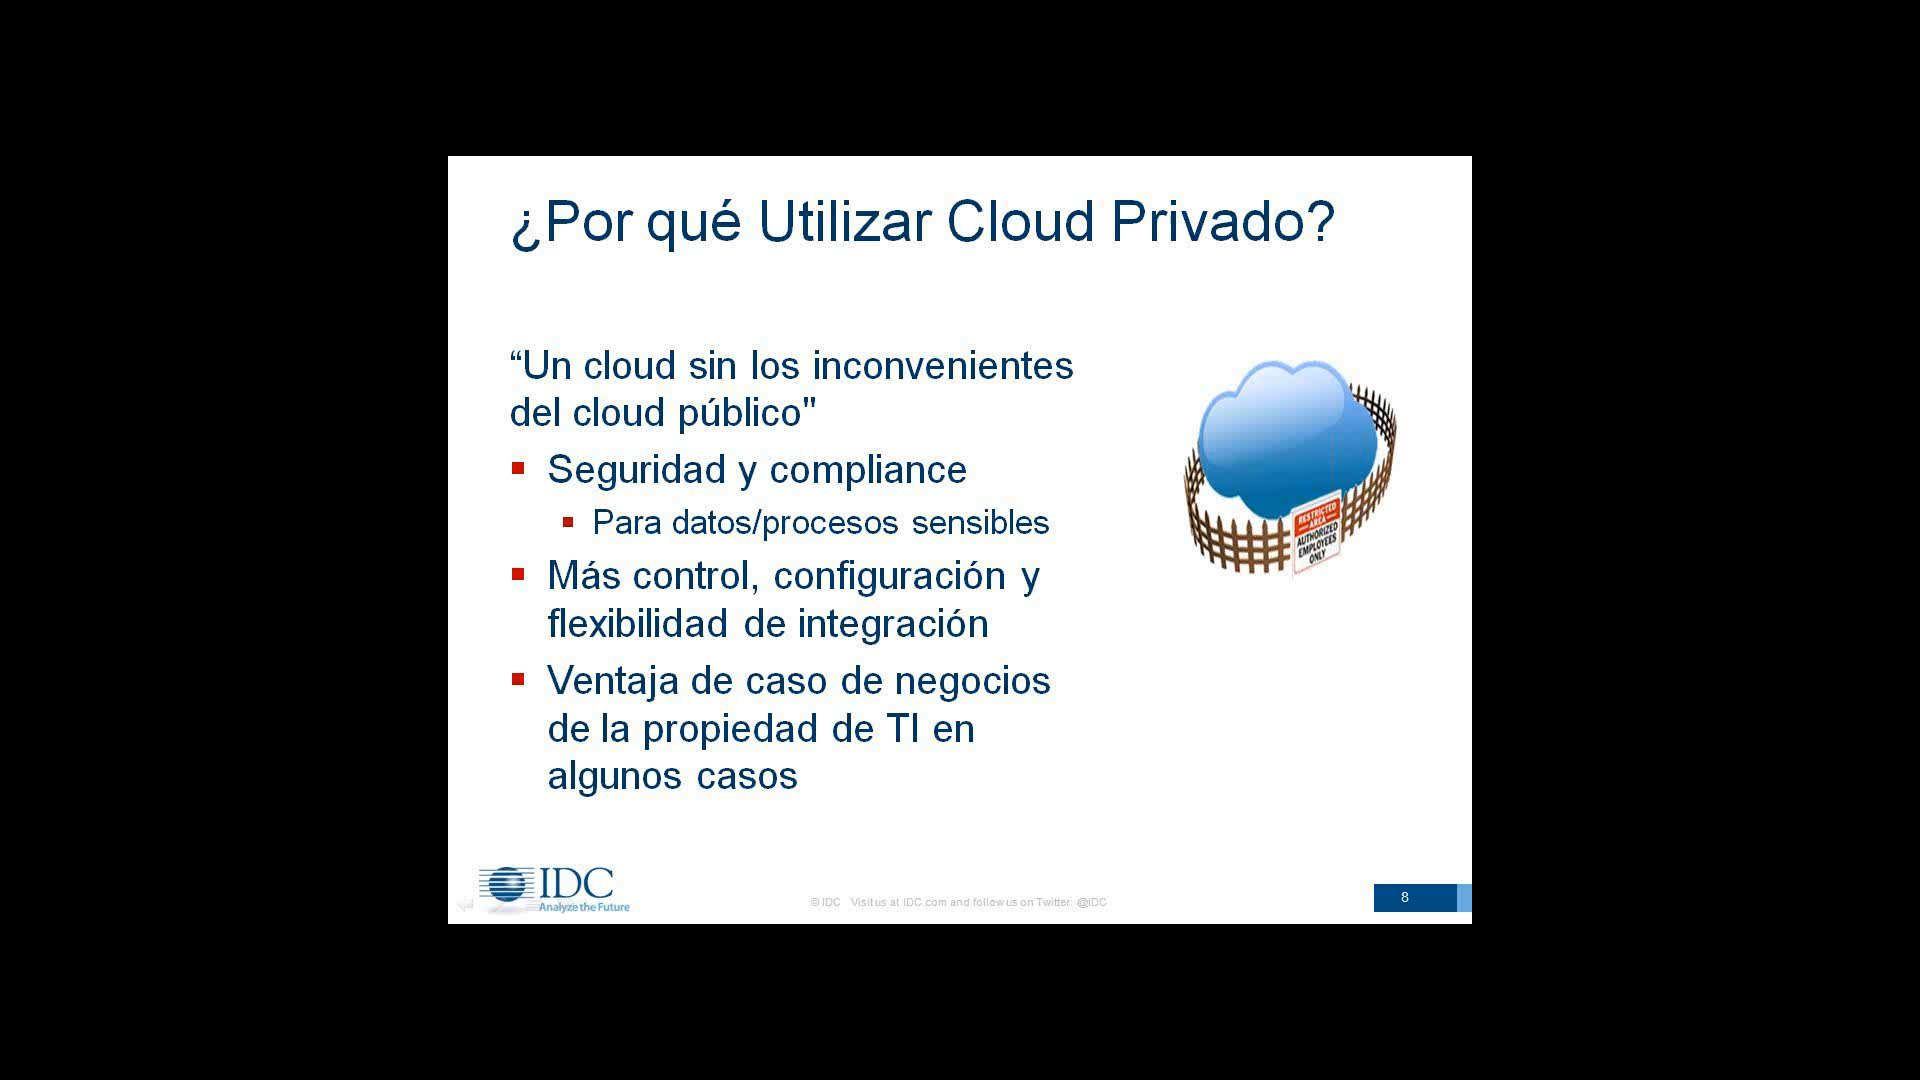 ¿Por qué Utilizar Cloud Privado?
“Un cloud sin los inconvenientes
del cloud público"
Seguridad y compliance
Para datos/procesos sensibles
Más control, configuración y
flexibilidad de integración
Ventaja de caso de negocios
de la propiedad de TI en
algunos casos
RESTRICTED
AREA
AUTHORIZED
EMPLOYEES
ONLY
IDC
Analyze the Future
© IDC Visit us at IDC.com and follow us on Twitter: @IDC
8